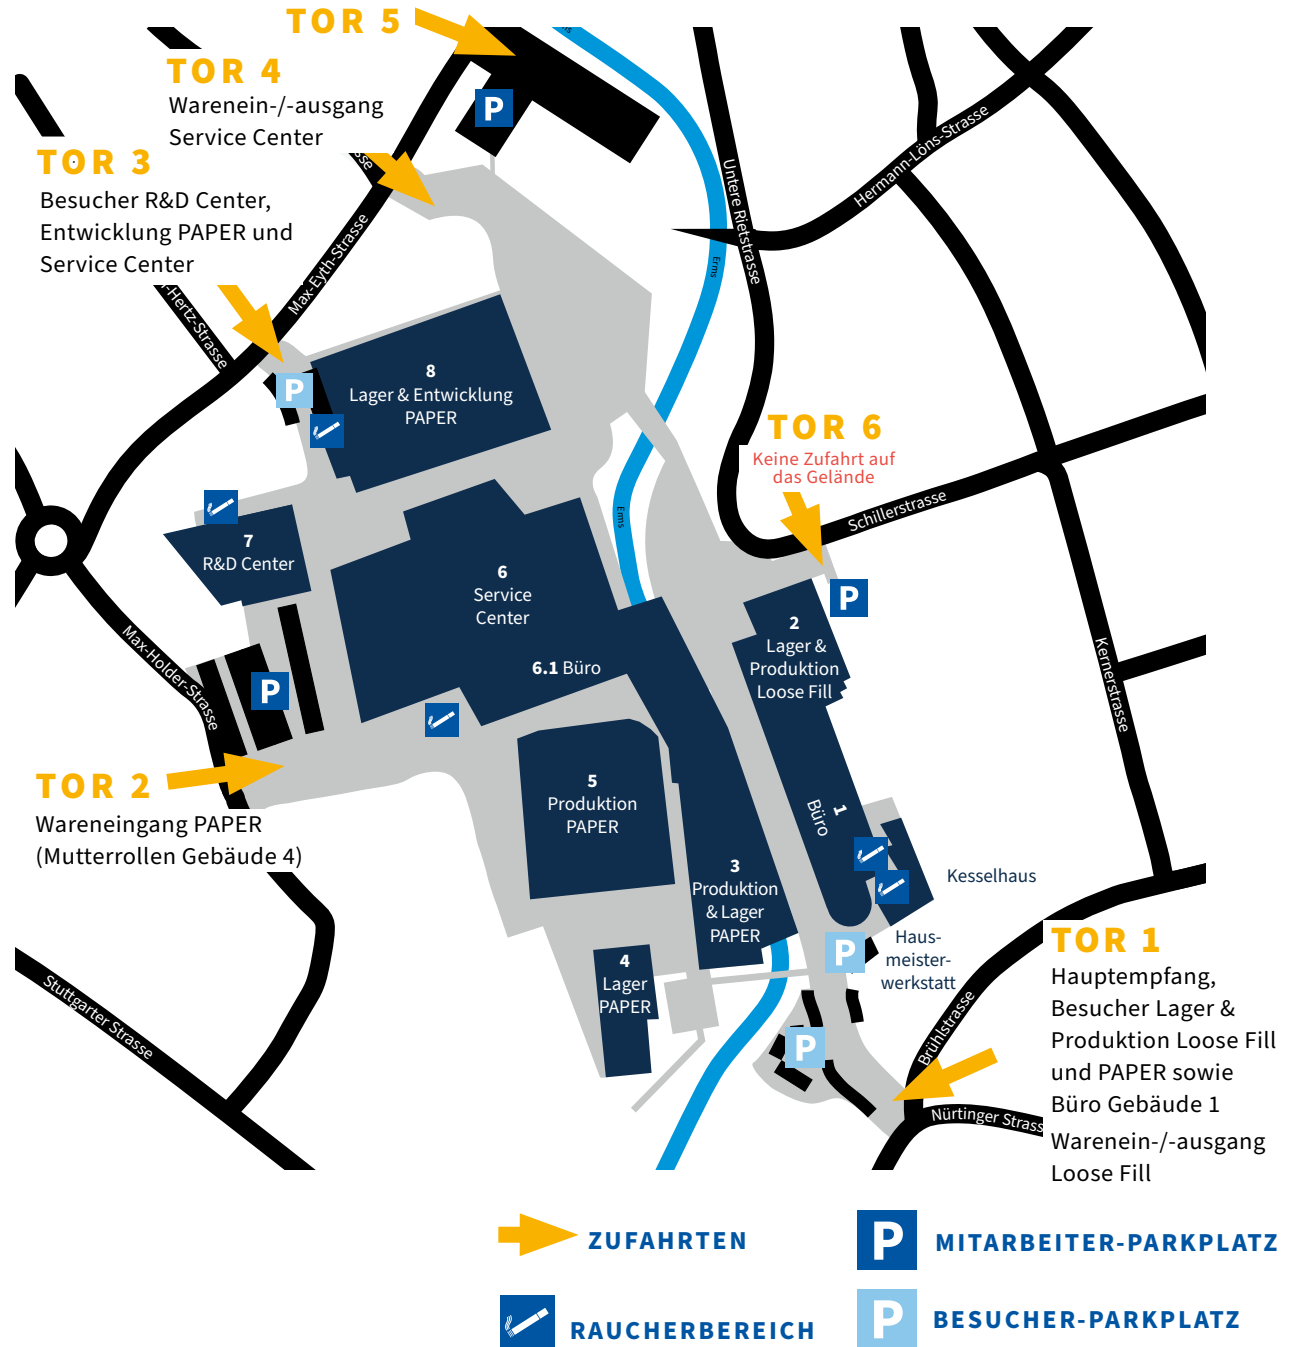 TOR 5
TOR 4
Warenein-/-ausgang
Service Center
TOR 3
Besucher R&D Center,
Entwicklung PAPER und
Service Center
Max-Eyth-Strasse
-Hertz-Strasse
Untere Rietstrasse
Hermann-Löns-Strasse
Erms
P
P
8
Lager & Entwicklung
PAPER
TOR 6
Keine Zufahrt auf
das Gelände
Schillerstrasse
Erms
7
R&D Center
6
Service
Center
6.1 Büro
P
2
Lager &
Produktion
Loose Fill
Max-Holder-Strasse
P
Kernerstrasse
TOR 2
Wareneingang PAPER
(Mutterrollen Gebäude 4)
5
Produktion
PAPER
1
Büro
3
Produktion
& Lager
PAPER
Kesselhaus
4
Lager
PAPER
P
Haus-
meister-
werkstatt
P
Stuttgarter Strasse
Brühlstrasse
Nürtinger Strass
TOR 1
Hauptempfang,
Besucher Lager &
Produktion Loose Fill
und PAPER sowie
Büro Gebäude 1
Warenein-/-ausgang
Loose Fill
ZUFAHRTEN
P MITARBEITER-PARKPLATZ
RAUCHERBEREICH
P BESUCHER-PARKPLATZ